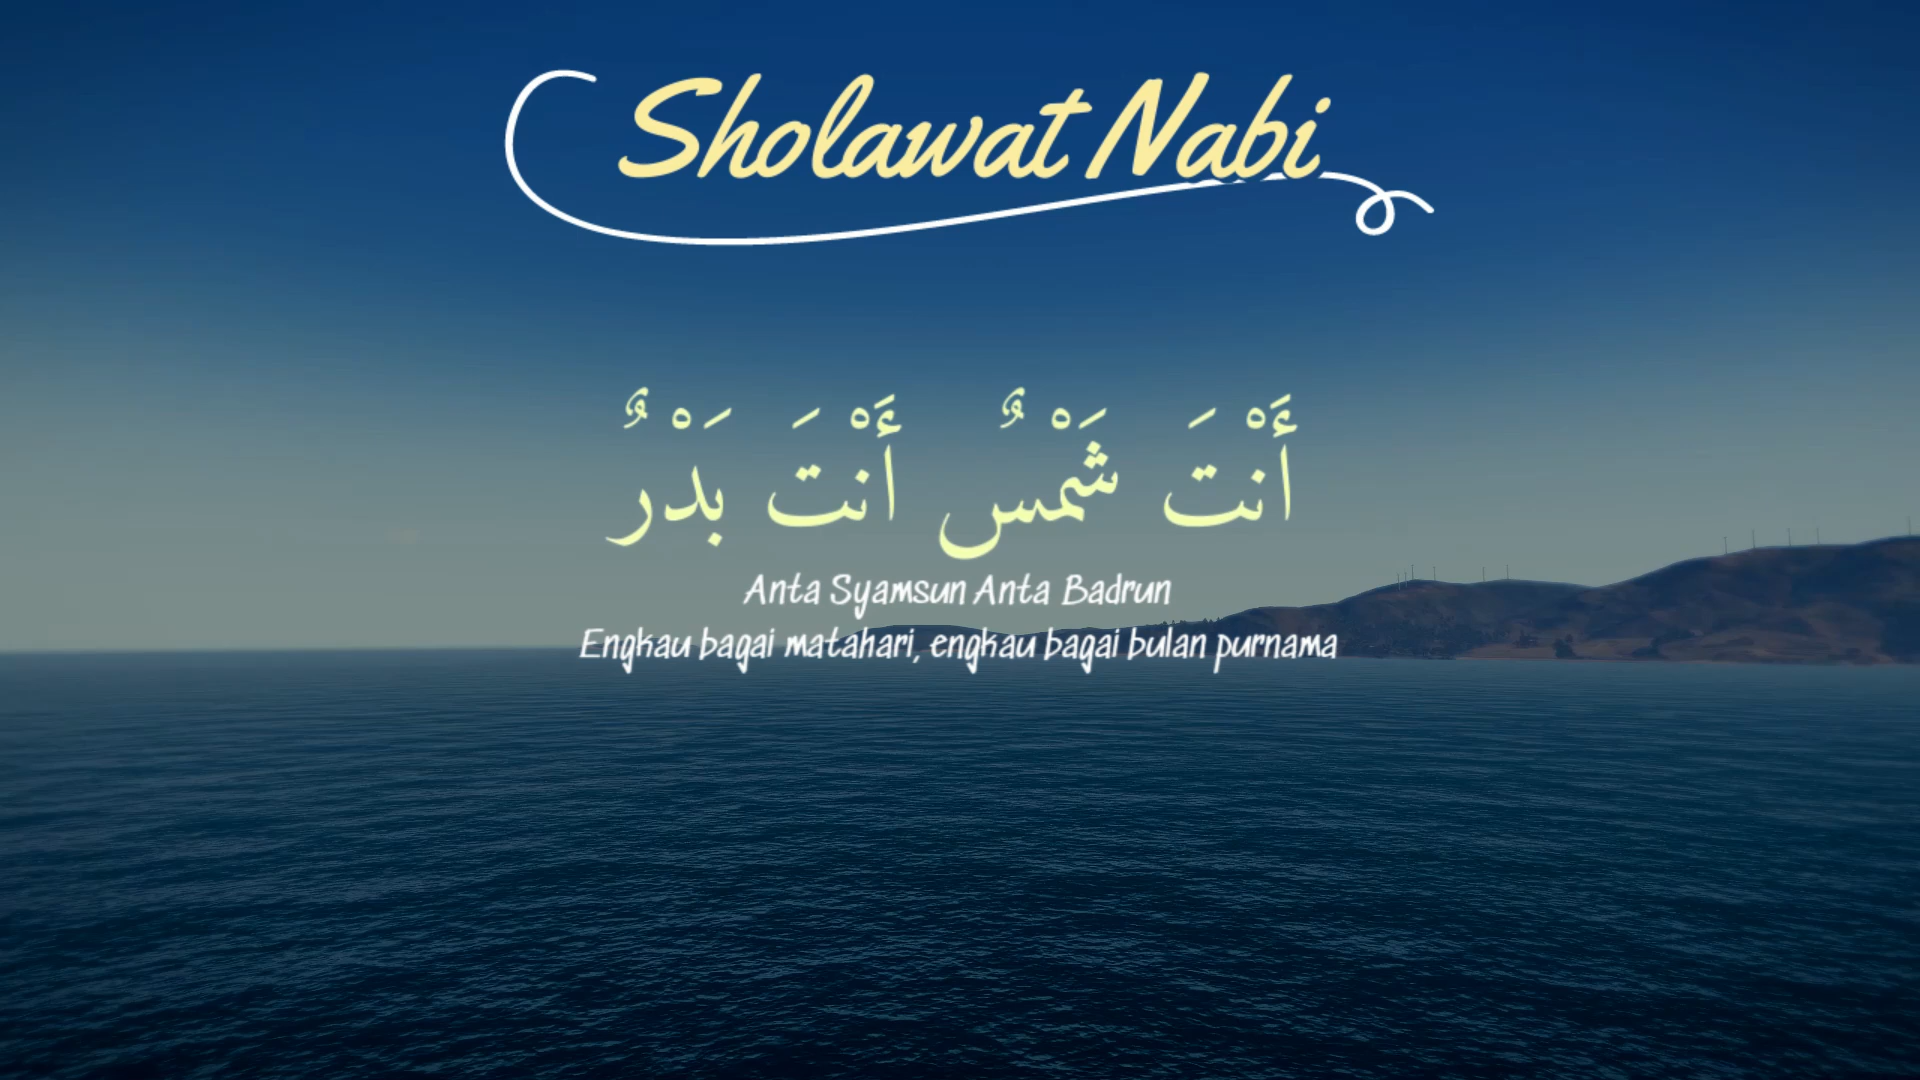 Sholawat Nabi
أَنْتَ شَمْسٌ أَنْتَ بَدْرٌ
Anta Syamsun Anta Badrun
Engkau bagai matahari, engkau bagai bulan purnama